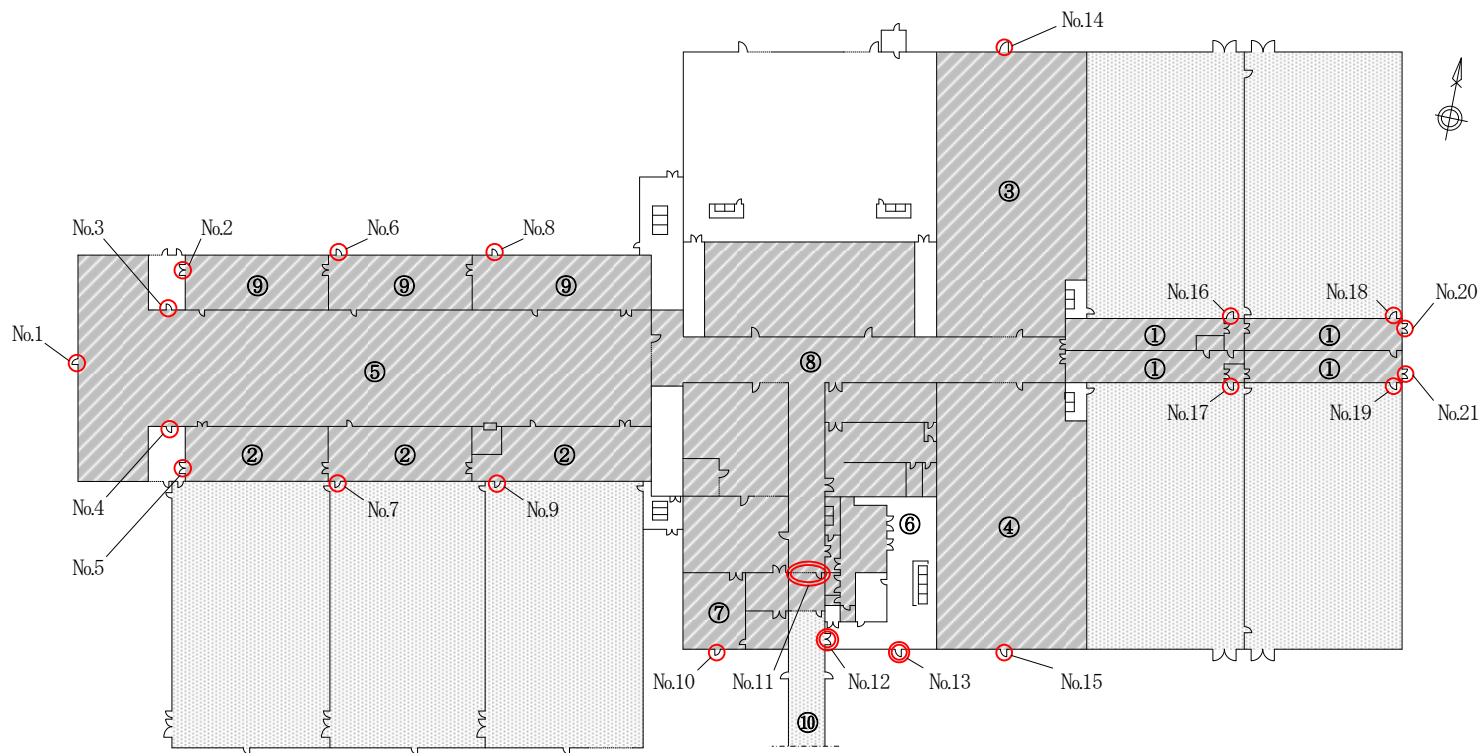 No.14
③
No.3
No.2
No.6
No.8
⑨
⑨
⑨
No.16
No.18
No.20
①
①
No.1
⑤
⑧
①
①
No.17
No.19
No.21
②
②
②
No.4
No.7
No.9
No.5
⑥
④
⑦
No.10
No.11
No.12
No.13
No.15
⑩